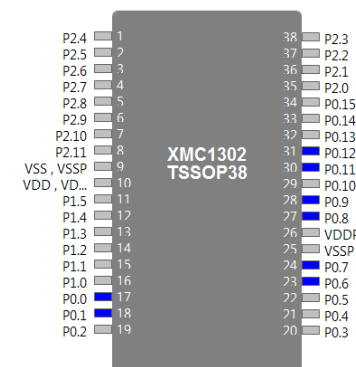 P2.4 1
P2.5 2
P2.6 3
P2.7 4
P2.8 5
P2.9 6
P2.10 7
P2.11 8
VSS , VSSP 9
VDD , VD... 10
P1.5 11
P1.4 12
P1.3 13
P1.2 14
P1.1 15
P1.0 16
P0.0 17
P0.1 18
P0.2 19
XMC1302
TSSOP38
38 P2.3
37 P2.2
36 P2.1
35 P2.0
34 P0.15
33 P0.14
32 P0.13
31 P0.12
30 P0.11
29 P0.10
28 P0.9
27 P0.8
26 VDDP
25 VSSP
24 P0.7
23 P0.6
22 P0.5
21 P0.4
20 P0.3